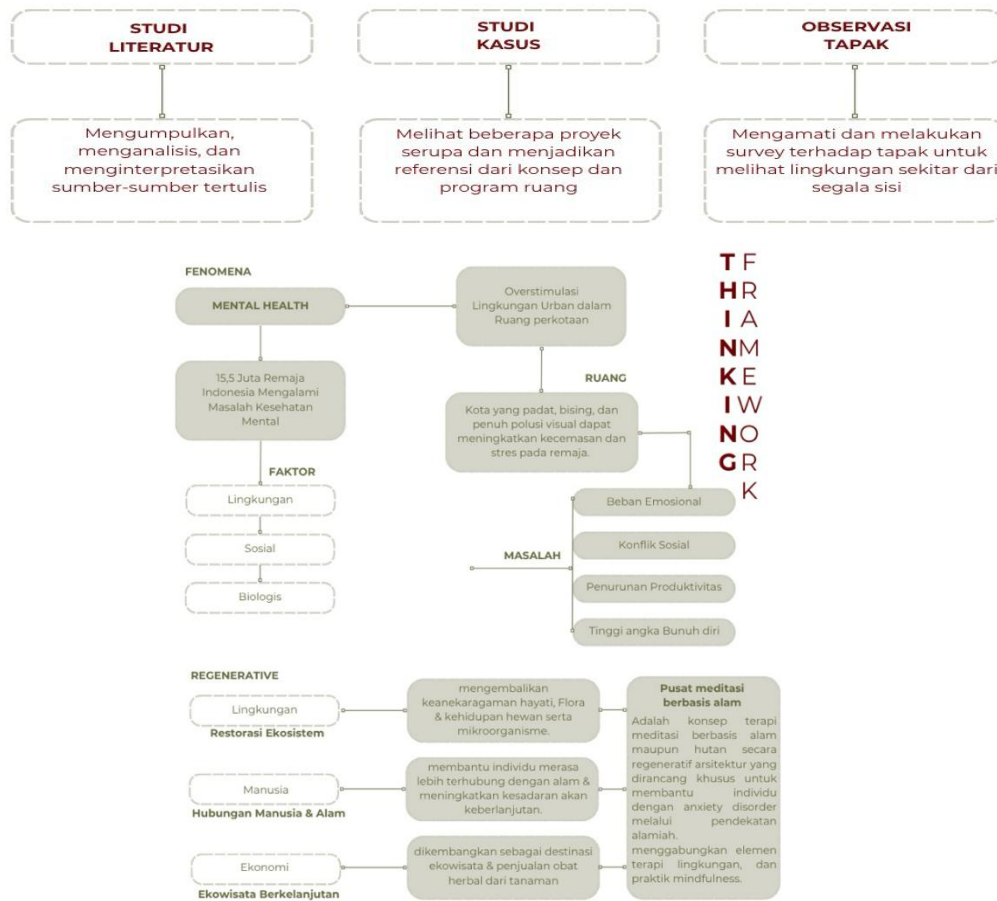 STUDI
LITERATUR
STUDI
KASUS
OBSERVASI
TAPAK
Mengumpulkan,
menganalisis, dan
menginterpretasikan
sumber-sumber tertulis
Melihat beberapa proyek
serupa dan menjadikan
referensi dari konsep dan
program ruang
Mengamati dan melakukan
survey terhadap tapak untuk
melihat lingkungan sekitar dari
segala sisi
THINKING
FRAMEWORK
FENOMENA
MENTAL HEALTH
Overstimulasi
Lingkungan Urban dalam
Ruang perkotaan
15,5 Juta Remaja
Indonesia Mengalami
Masalah Kesehatan
Mental
RUANG
Kota yang padat, bising, dan
penuh polusi visual dapat
meningkatkan kecemasan dan
stres pada remaja.
FAKTOR
Lingkungan
Sosial
Biologis
MASALAH
Beban Emosional
Konflik Sosial
Penurunan Produktivitas
Tinggi angka Bunuh diri
REGENERATIVE
Lingkungan
Restorasi Ekosistem
mengembalikan
keanekaragaman hayati, Flora
& kehidupan hewan serta
mikroorganisme.
Manusia
Hubungan Manusia & Alam
membantu individu merasa
lebih terhubung dengan alam &
meningkatkan kesadaran akan
keberlanjutan.
Ekonomi
Ekowisata Berkelanjutan
dikembangkan sebagai destinasi
ekowisata & penjualan obat
herbal dari tanaman
Pusat meditasi
berbasis alam
Adalah konsep terapi
meditasi berbasis alam
maupun hutan secara
regeneratif arsitektur yang
dirancang khusus untuk
membantu individu
dengan anxiety disorder
melalui pendekatan
alamiah.
menggabungkan elemen
terapi lingkungan, dan
praktik mindfulness.